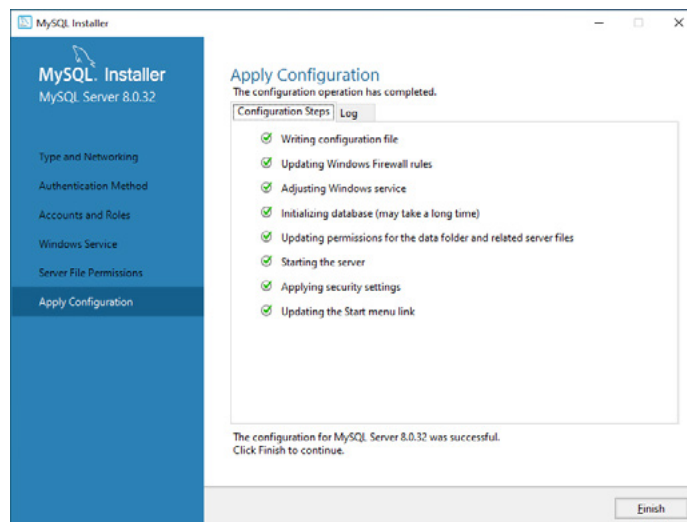 MySQL Installer
MySQL. Installer
MySQL Server 8.0.32
Type and Networking
Authentication Method
Accounts and Roles
Windows Service
Server File Permissions
Apply Configuration
Apply Configuration
The configuration operation has completed.
Configuration Steps Log
Writing configuration file
Updating Windows Firewall rules
Adjusting Windows service
Initializing database (may take a long time)
Updating permissions for the data folder and related server files
Starting the server
Applying security settings
Updating the Start menu link
The configuration for MySQL Server 8.0.32 was successful.
Click Finish to continue.
Finish